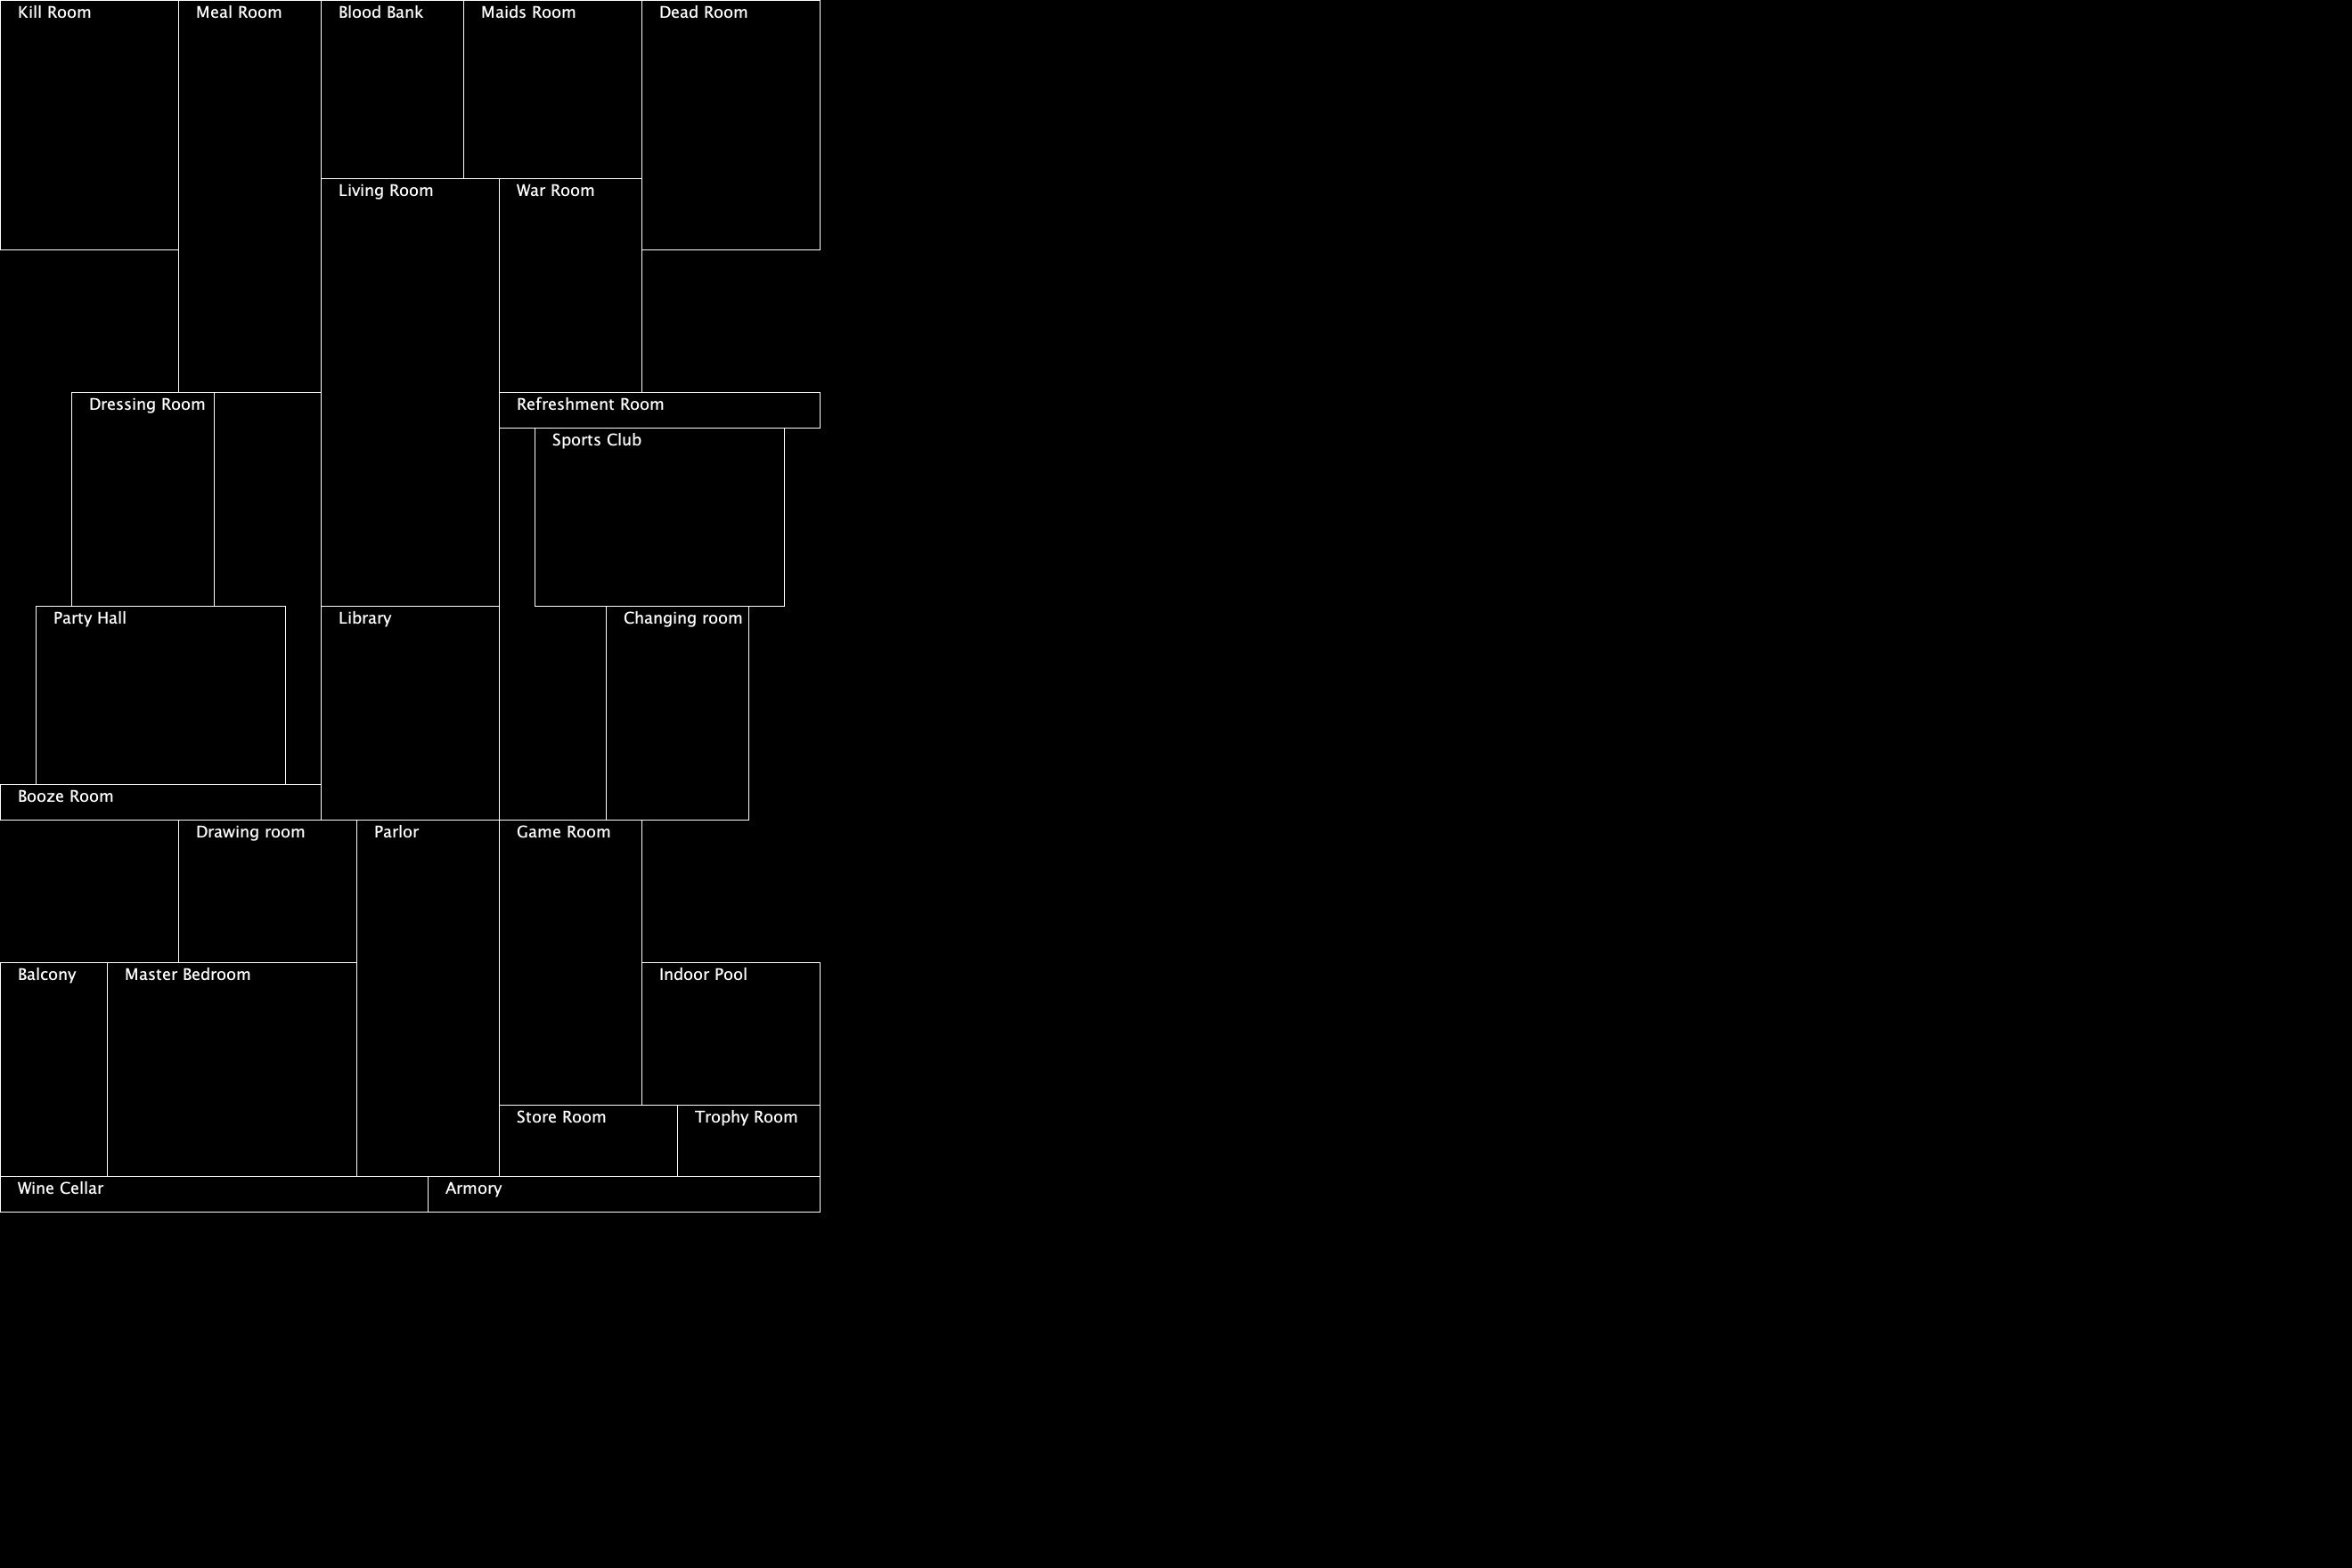 Kill Room
Meal Room
Blood Bank
Maids Room
Dead Room
Living Room
War Room
Dressing Room
Refreshment Room
Sports Club
Party Hall
Library
Changing room
Booze Room
Drawing room
Parlor
Game Room
Balcony
Master Bedroom
Indoor Pool
Store Room
Trophy Room
Wine Cellar
Armory